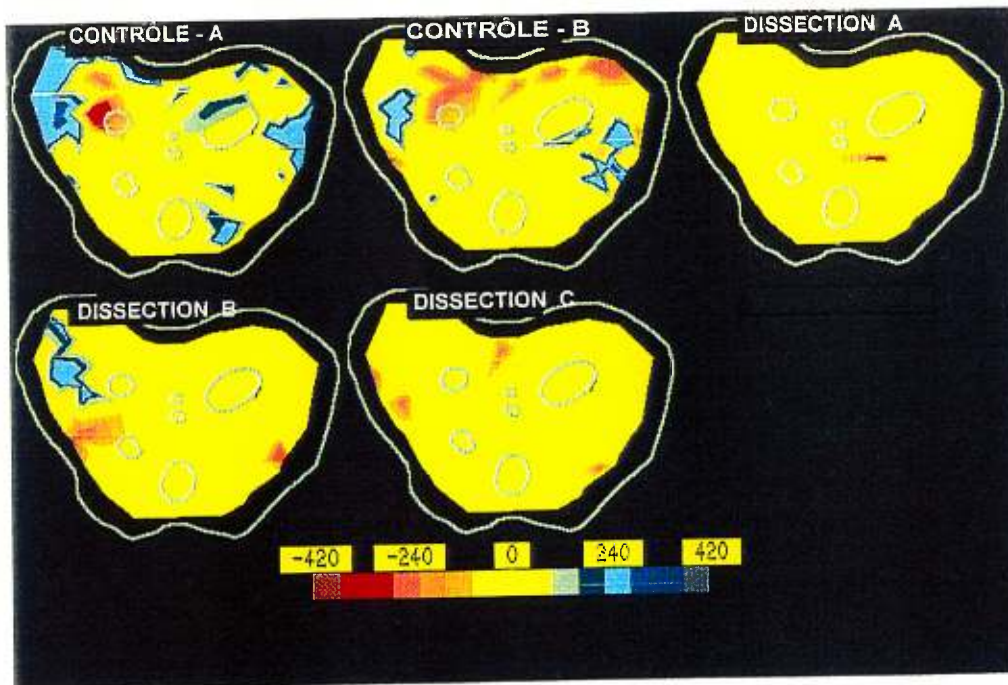 CONTRÔLE - A
CONTRÔLE - B
DISSECTION A
DISSECTION B
DISSECTION C
-420 -240 0 240 420